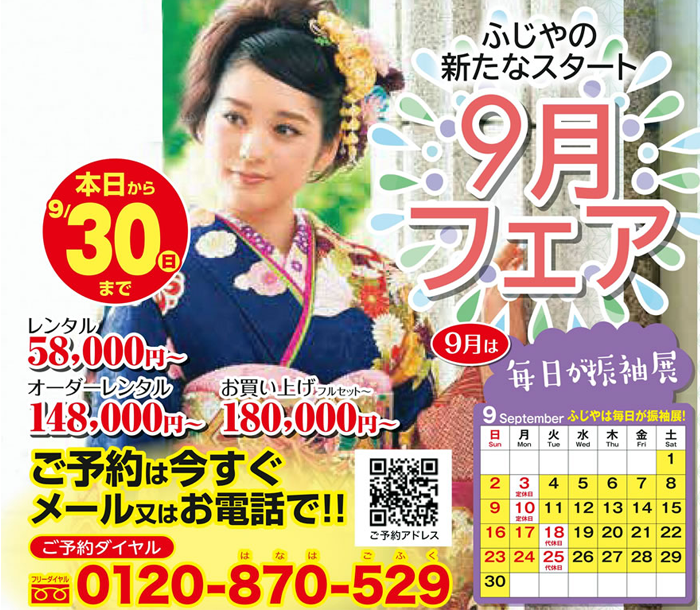 ふじやの
新たなスタート
9月
フェア
本日から
9/30日
まで
レンタル
58,000円～
オーダーレンタル
148,000円～
お買い上げフルセット～
180,000円～
9月は
毎日が振袖展
9 September ふじやは毎日が振袖展!
日 月 火 水 木 金 土
Sun Mon Tue Wed Thu Fri Sat
1
2 3 4 5 6 7 8
定休日
9 10 11 12 13 14 15
定休日
16 17 18 19 20 21 22
代休日
23 24 25 26 27 28 29
代休日
30
ご予約は今すぐ
メール又はお電話で!!
ご予約アドレス
ご予約ダイヤル
はなは ごふく
フリーダイヤル
0120-870-529